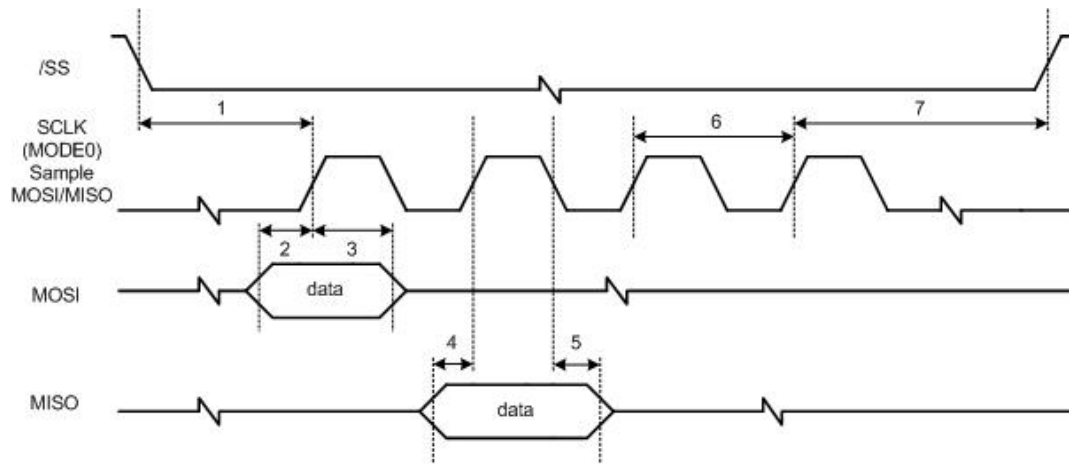 /SS
1
SCLK
(MODE0)
Sample
MOSI/MISO
6
7
2
3
MOSI
data
4
5
MISO
data